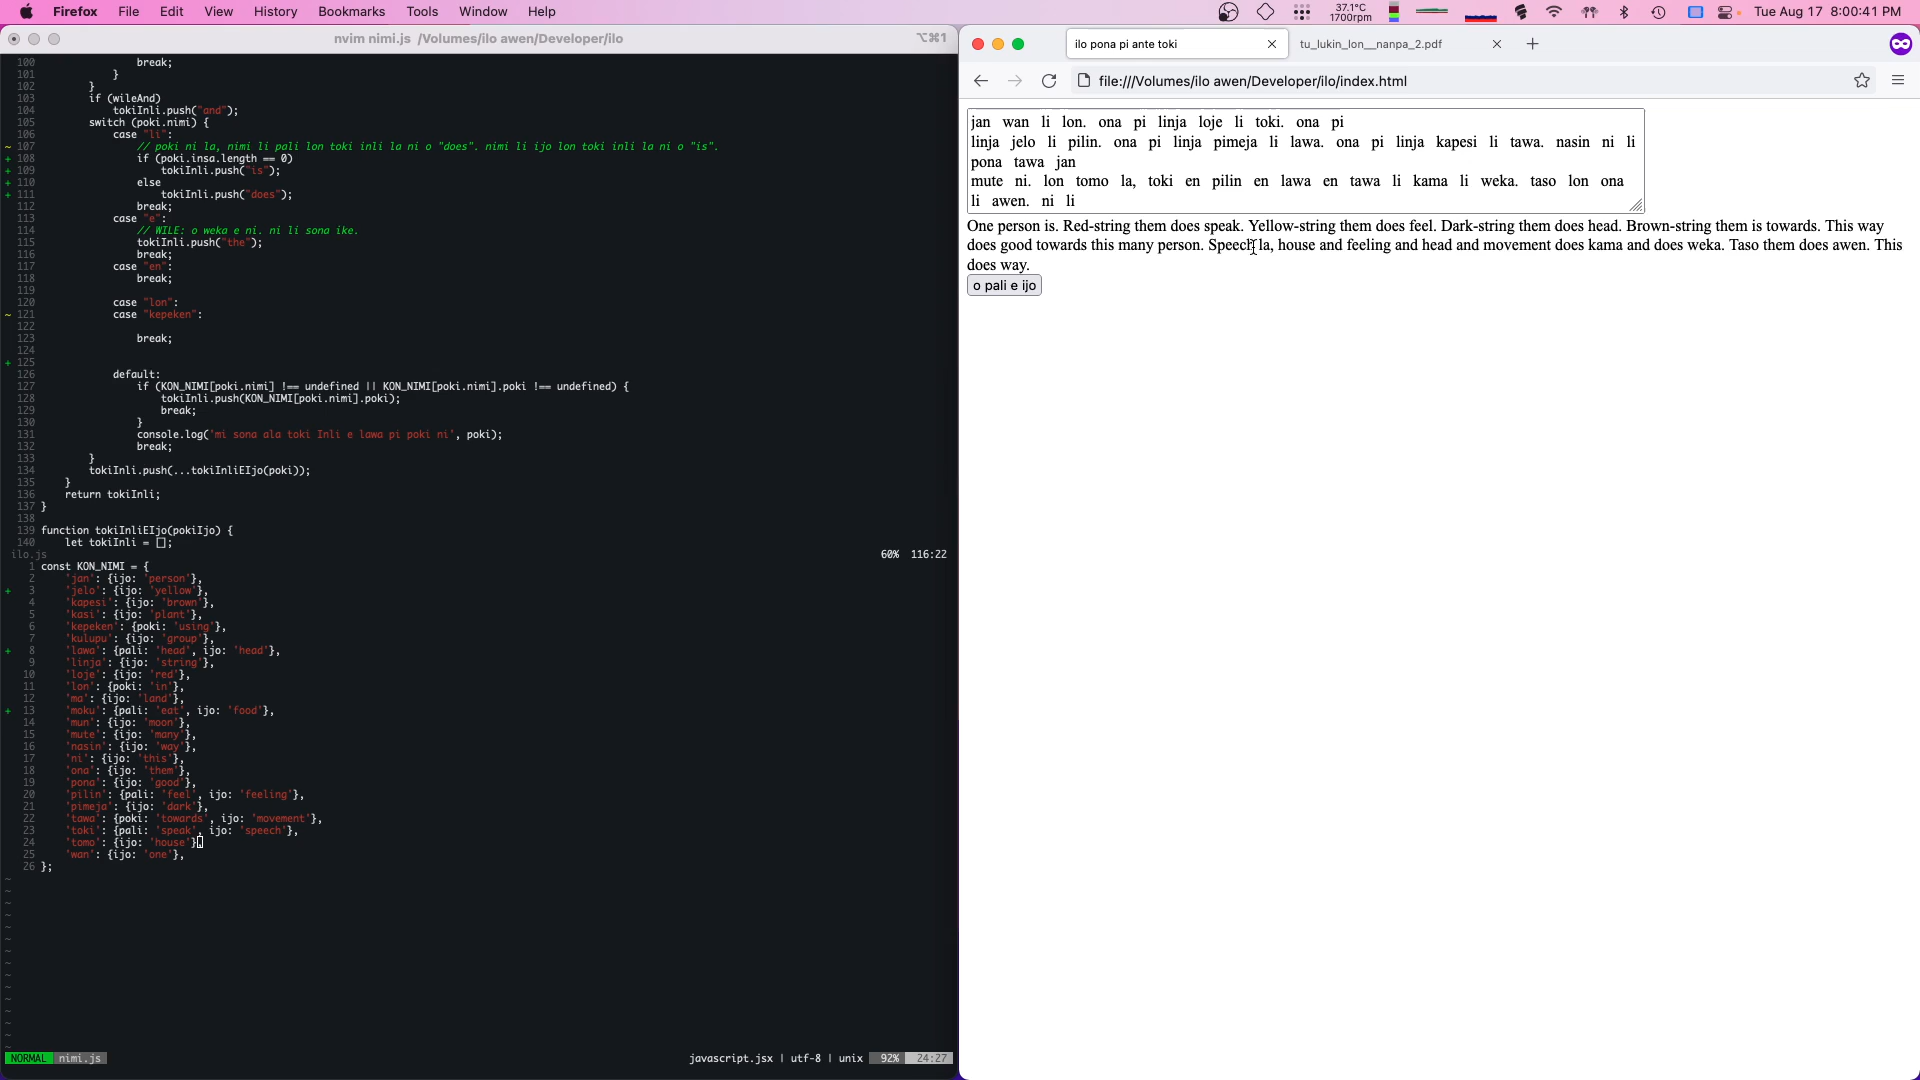 Firefox File Edit View History Bookmarks Tools Window Help
37.1°C
1700rpm
Tue Aug 17 8:00:41 PM
nvim nimi.js /Volumes/ilo awen/Developer/ilo
⌥⌘1
100 break;
101 }
102 }
103 if (wileAnd)
104 tokiInli.push("and");
105 switch (poki.nimi) {
106 case "li":
~ 107 // poki ni la, nimi li pali lon toki inli la ni o "does". nimi li ijo lon toki inli la ni o "is".
+ 108 if (poki.insa.length == 0)
+ 109 tokiInli.push("is");
+ 110 else
+ 111 tokiInli.push("does");
112 break;
113 case "e":
114 // WILE: o weka e ni. ni li sona ike.
115 tokiInli.push("the");
116 break;
117 case "en":
118 break;
119
120 case "lon":
~ 121 case "kepeken":
122
123 break;
124
+ 125
126 default:
127 if (KON_NIMI[poki.nimi] !== undefined || KON_NIMI[poki.nimi].poki !== undefined) {
128 tokiInli.push(KON_NIMI[poki.nimi].poki);
129 break;
130 }
131 console.log('mi sona ala toki Inli e lawa pi poki ni', poki);
132 break;
133 }
134 tokiInli.push(...tokiInliEIjo(poki));
135 }
136 return tokiInli;
137 }
138
139 function tokiInliEIjo(pokiIjo) {
140 let tokiInli = [];
ilo.js 60% 116:22
1 const KON_NIMI = {
2 'jan': {ijo: 'person'},
+ 3 'jelo': {ijo: 'yellow'},
4 'kapesi': {ijo: 'brown'},
5 'kasi': {ijo: 'plant'},
6 'kepeken': {poki: 'using'},
7 'kulupu': {ijo: 'group'},
+ 8 'lawa': {pali: 'head', ijo: 'head'},
9 'linja': {ijo: 'string'},
10 'loje': {ijo: 'red'},
11 'lon': {poki: 'in'},
12 'ma': {ijo: 'land'},
+ 13 'moku': {pali: 'eat', ijo: 'food'},
14 'mun': {ijo: 'moon'},
15 'mute': {ijo: 'many'},
16 'nasin': {ijo: 'way'},
17 'ni': {ijo: 'this'},
18 'ona': {ijo: 'them'},
19 'pona': {ijo: 'good'},
20 'pilin': {pali: 'feel', ijo: 'feeling'},
21 'pimeja': {ijo: 'dark'},
22 'tawa': {poki: 'towards', ijo: 'movement'},
23 'toki': {pali: 'speak', ijo: 'speech'},
24 'tomo': {ijo: 'house'},
25 'wan': {ijo: 'one'},
26 };
NORMAL nimi.js javascript.jsx | utf-8 | unix 92% 24:27
ilo pona pi ante toki
tu_lukin_lon__nanpa_2.pdf
file:///Volumes/ilo awen/Developer/ilo/index.html
jan wan li lon. ona pi linja loje li toki. ona pi
linja jelo li pilin. ona pi linja pimeja li lawa. ona pi linja kapesi li tawa. nasin ni li
pona tawa jan
mute ni. lon tomo la, toki en pilin en lawa en tawa li kama li weka. taso lon ona
li awen. ni li
One person is. Red-string them does speak. Yellow-string them does feel. Dark-string them does head. Brown-string them is towards. This way
does good towards this many person. Speech la, house and feeling and head and movement does kama and does weka. Taso them does awen. This
does way.
o pali e ijo